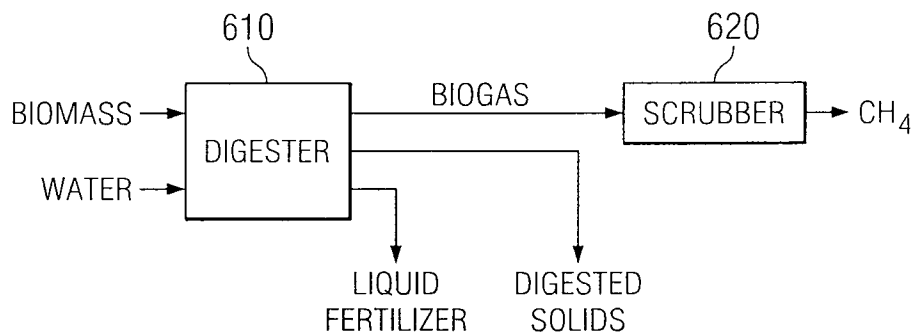 610
620
BIOMASS
BIOGAS
SCRUBBER
CH4
DIGESTER
WATER
LIQUID
FERTILIZER
DIGESTED
SOLIDS